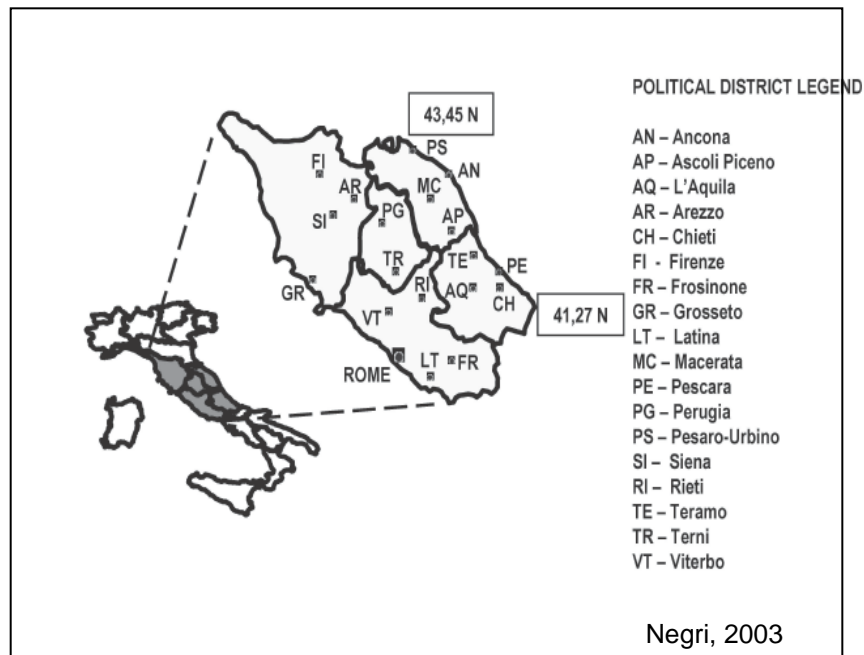 POLITICAL DISTRICT LEGEND
43,45 N
PS
FI
AN
AR
MC
PG
SI
AP
TE
PE
TR
RI
GR
AQ
CH
VT
41,27 N
ROME
LT
FR
AN – Ancona
AP – Ascoli Piceno
AQ – L'Aquila
AR – Arezzo
CH – Chieti
FI - Firenze
FR – Frosinone
GR – Grosseto
LT – Latina
MC – Macerata
PE – Pescara
PG – Perugia
PS – Pesaro-Urbino
SI – Siena
RI – Rieti
TE – Teramo
TR – Terni
VT – Viterbo
Negri, 2003